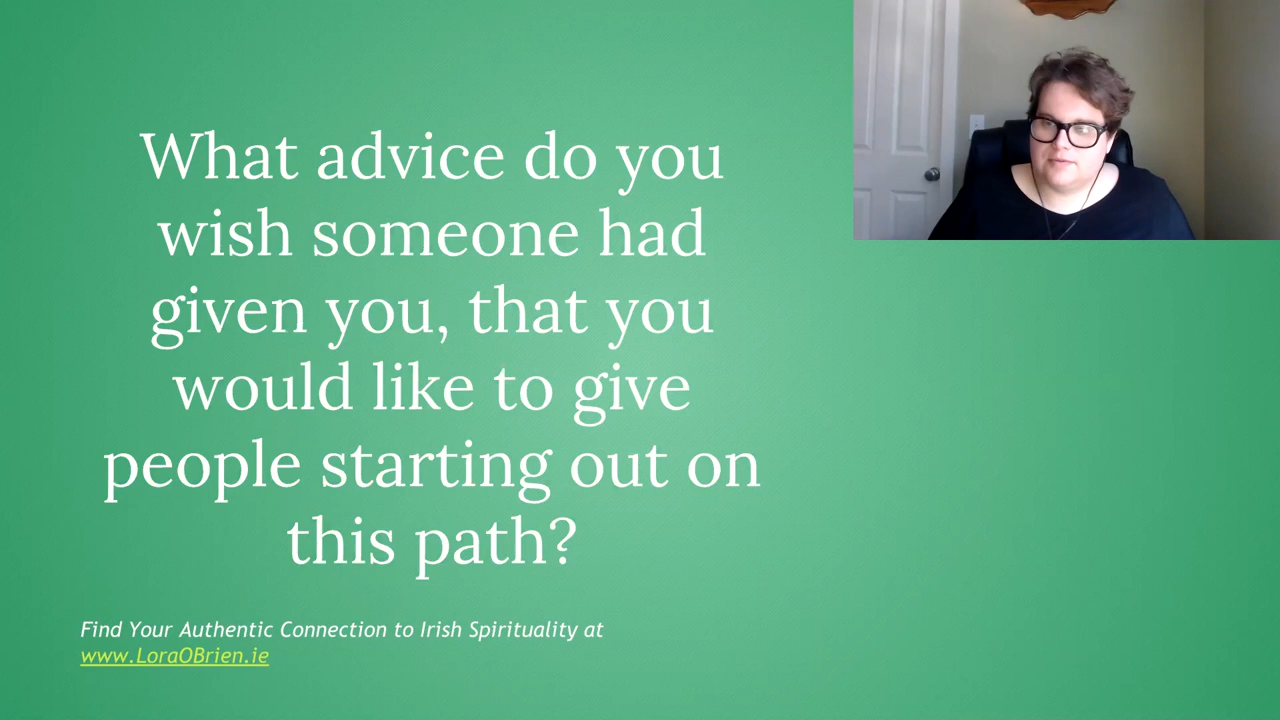 What advice do you
wish someone had
given you, that you
would like to give
people starting out on
this path?
Find Your Authentic Connection to Irish Spirituality at
www.LoraOBrien.ie